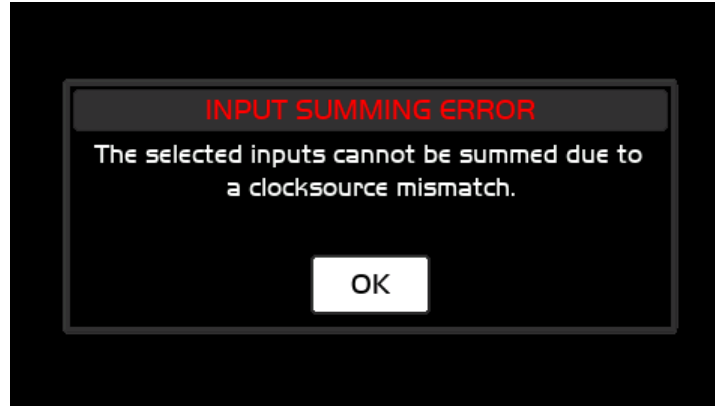 INPUT SUMMING ERROR
The selected inputs cannot be summed due to
a clocksource mismatch.
OK